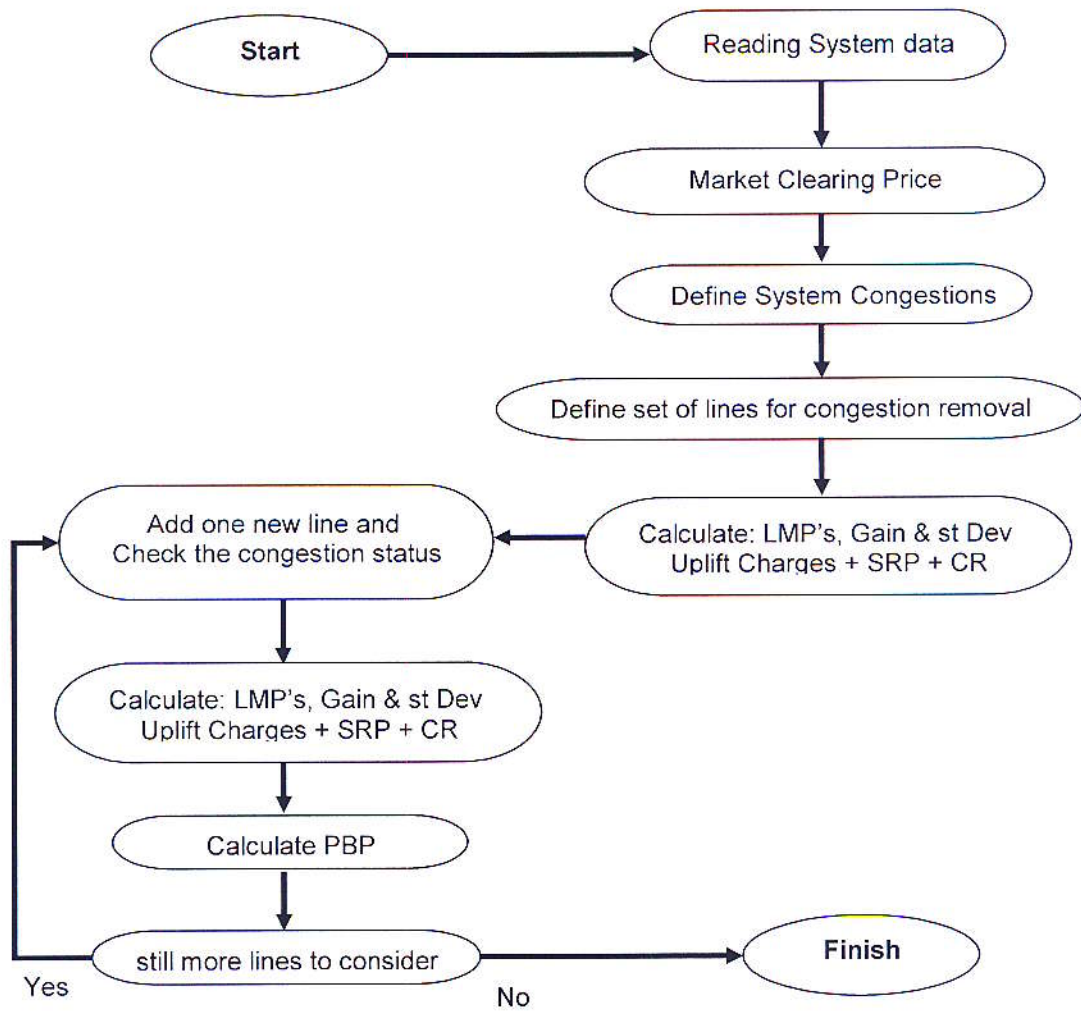 Start
Reading System data
Market Clearing Price
Define System Congestions
Define set of lines for congestion removal
Calculate: LMP's, Gain & st Dev
Uplift Charges + SRP + CR
Add one new line and
Check the congestion status
Calculate: LMP's, Gain & st Dev
Uplift Charges + SRP + CR
Calculate PBP
still more lines to consider
Yes
No
Finish